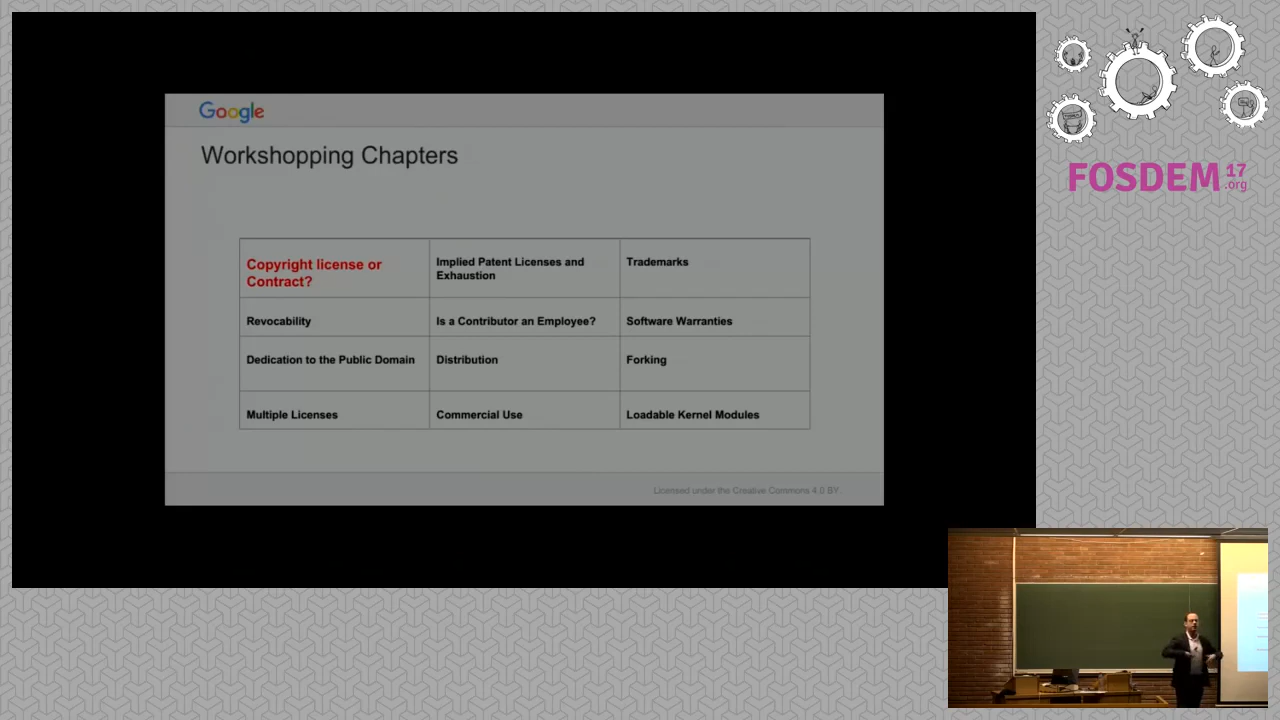 Google
Workshopping Chapters
Copyright license or
Contract?
Implied Patent Licenses and
Exhaustion
Trademarks
Revocability
Is a Contributor an Employee?
Software Warranties
Dedication to the Public Domain
Distribution
Forking
Multiple Licenses
Commercial Use
Loadable Kernel Modules
Licensed under the Creative Commons 4.0 BY.
FOSDEM 17
.org